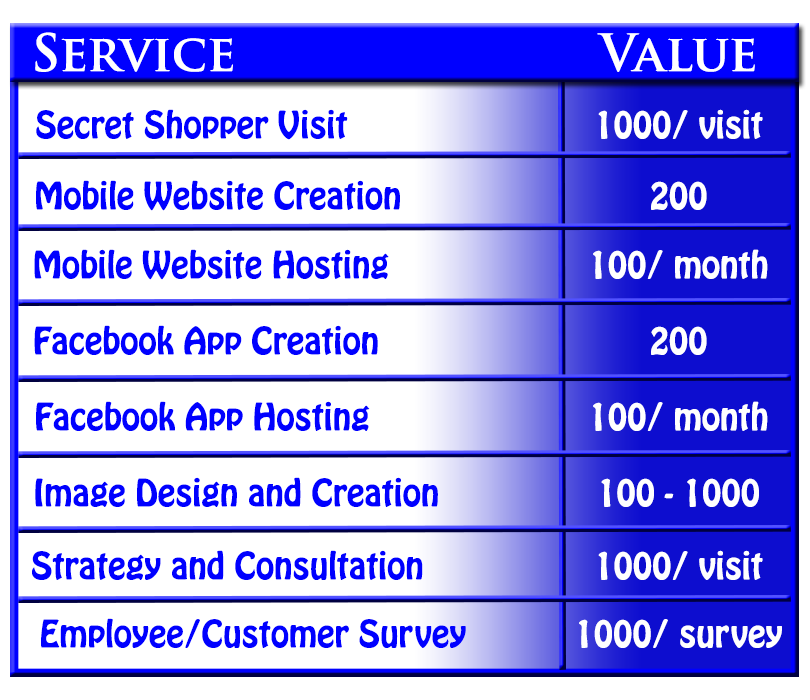 SERVICE VALUE
Secret Shopper Visit 1000/ visit
Mobile Website Creation 200
Mobile Website Hosting 100/ month
Facebook App Creation 200
Facebook App Hosting 100/ month
Image Design and Creation 100 - 1000
Strategy and Consultation 1000/ visit
Employee/Customer Survey 1000/ survey